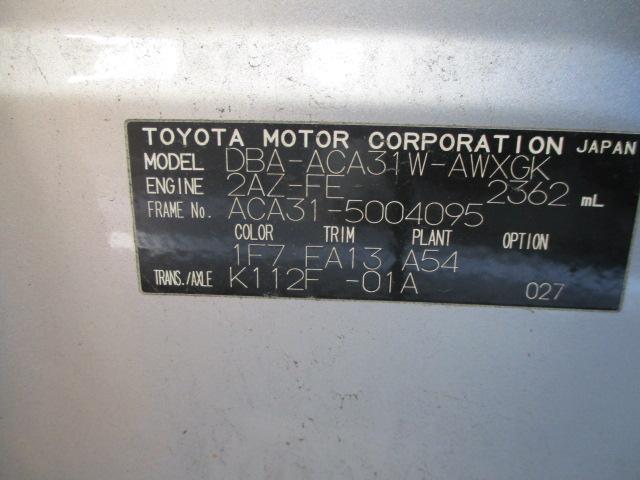 TOYOTA MOTOR CORPORATION JAPAN
MODEL DBA-ACA31W-AWXGK
ENGINE 2AZ-FE 2362 mL
FRAME No. ACA31-5004095
COLOR TRIM PLANT OPTION
1F7 FA13 A54
TRANS./AXLE K112F -01A 027